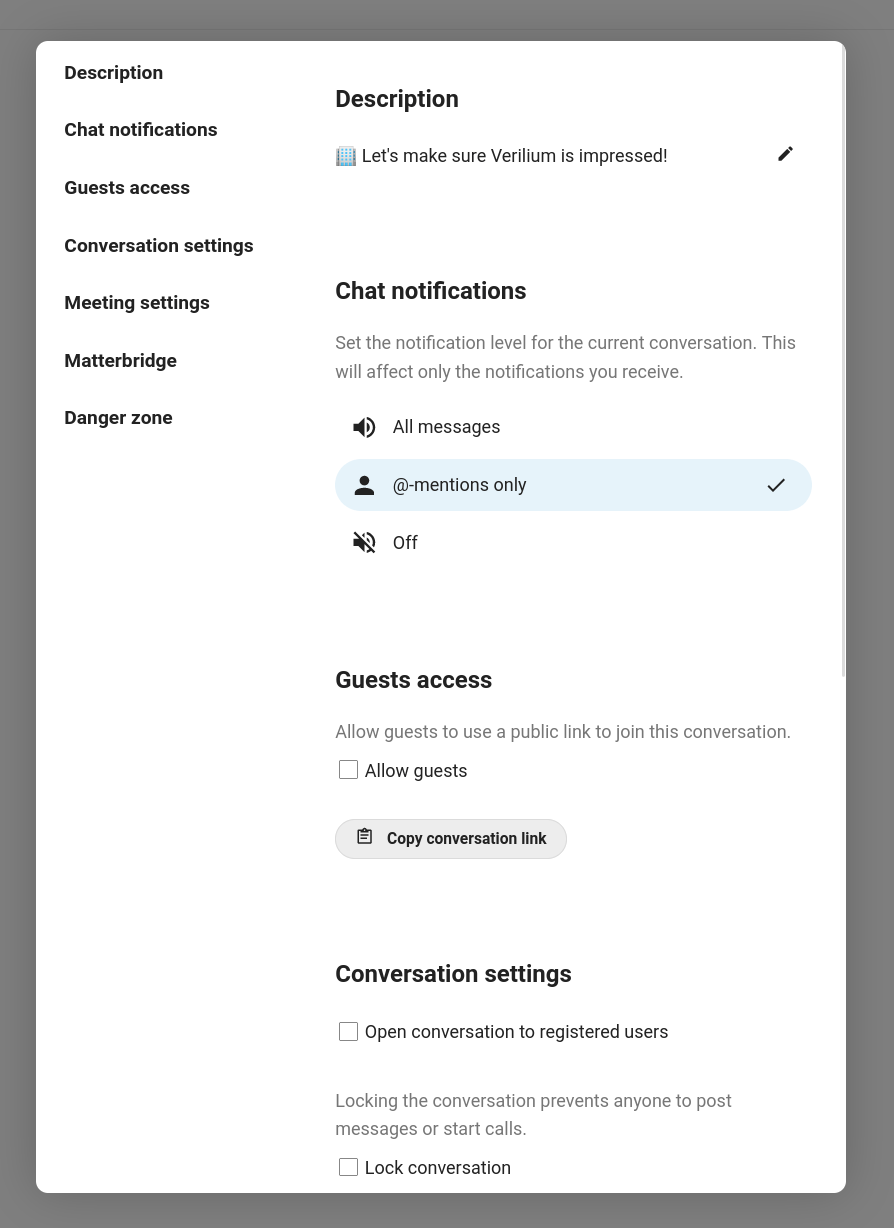 Description
Chat notifications
Guests access
Conversation settings
Meeting settings
Matterbridge
Danger zone
Description
🏢 Let's make sure Verilium is impressed!
Chat notifications
Set the notification level for the current conversation. This
will affect only the notifications you receive.
All messages
@-mentions only
Off
Guests access
Allow guests to use a public link to join this conversation.
Allow guests
Copy conversation link
Conversation settings
Open conversation to registered users
Locking the conversation prevents anyone to post
messages or start calls.
Lock conversation